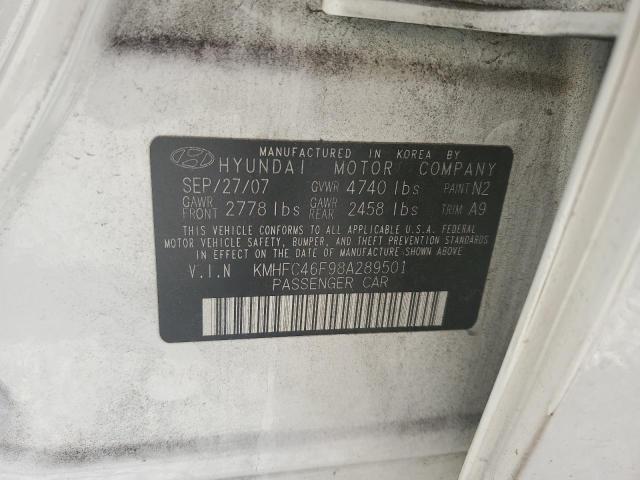 MANUFACTURED IN KOREA BY
HYUNDAI MOTOR COMPANY
SEP/27/07 GVWR 4740 lbs PAINT N2
GAWR FRONT 2778 lbs GAWR REAR 2458 lbs TRIM A9
THIS VEHICLE CONFORMS TO ALL APPLICABLE U.S.A. FEDERAL
MOTOR VEHICLE SAFETY, BUMPER, AND THEFT PREVENTION STANDARDS
IN EFFECT ON THE DATE OF MANUFACTURE SHOWN ABOVE.
V.I.N KMHFC46F98A289501
PASSENGER CAR